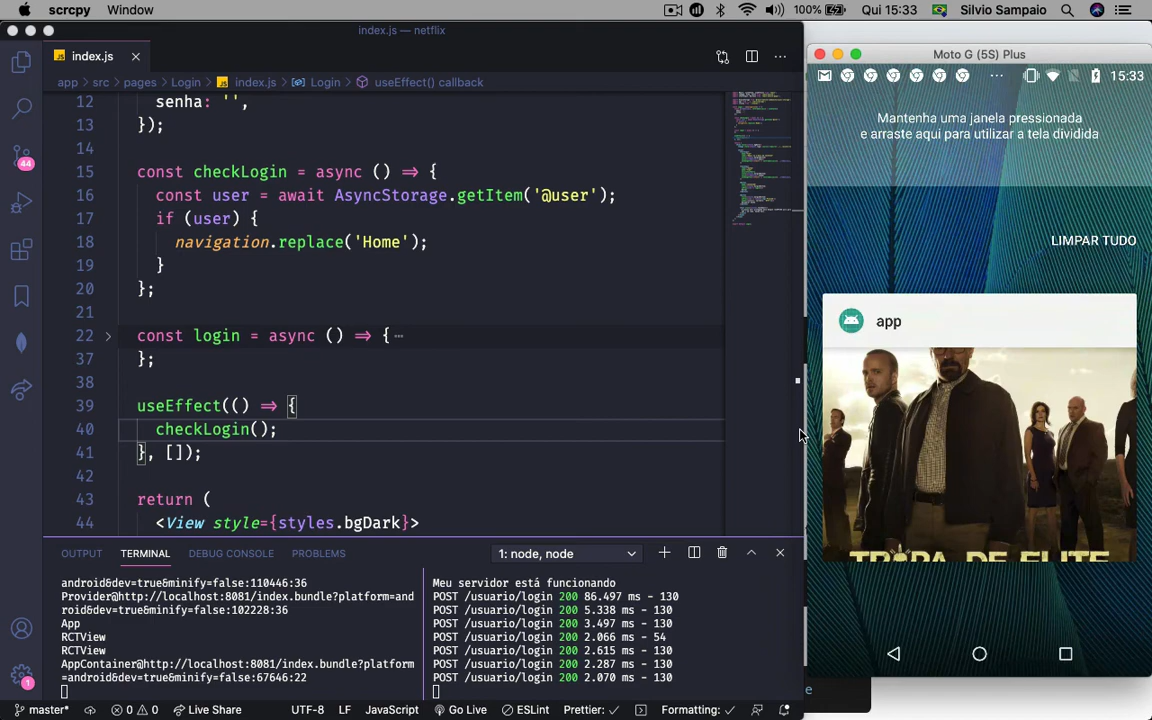 scrcpy Window
100% Qui 15:33 Silvio Sampaio
index.js — netflix
index.js
app › src › pages › Login › index.js › Login › useEffect() callback
12 senha: '',
13 });
14
15 const checkLogin = async () => {
16 const user = await AsyncStorage.getItem('@user');
17 if (user) {
18 navigation.replace('Home');
19 }
20 };
21
22 const login = async () => {
37 };
38
39 useEffect(() => {
40 checkLogin();
41 }, []);
42
43 return (
44 <View style={styles.bgDark}>
44
1
OUTPUT TERMINAL DEBUG CONSOLE PROBLEMS 1: node, node
android&dev=true&minify=false:110446:36
Provider@http://localhost:8081/index.bundle?platform=and
roid&dev=true&minify=false:102228:36
App
RCTView
RCTView
AppContainer@http://localhost:8081/index.bundle?platform
=android&dev=true&minify=false:67646:22
Meu servidor está funcionando
POST /usuario/login 200 86.497 ms - 130
POST /usuario/login 200 5.338 ms - 130
POST /usuario/login 200 3.497 ms - 130
POST /usuario/login 200 2.066 ms - 54
POST /usuario/login 200 2.615 ms - 130
POST /usuario/login 200 2.287 ms - 130
POST /usuario/login 200 2.070 ms - 130
master* 0 0 Live Share UTF-8 LF JavaScript Go Live ESLint Prettier: ✓ Formatting: ✓
Moto G (5S) Plus
15:33
Mantenha uma janela pressionada
e arraste aqui para utilizar a tela dividida
LIMPAR TUDO
app
TROPA DE ELITE
e